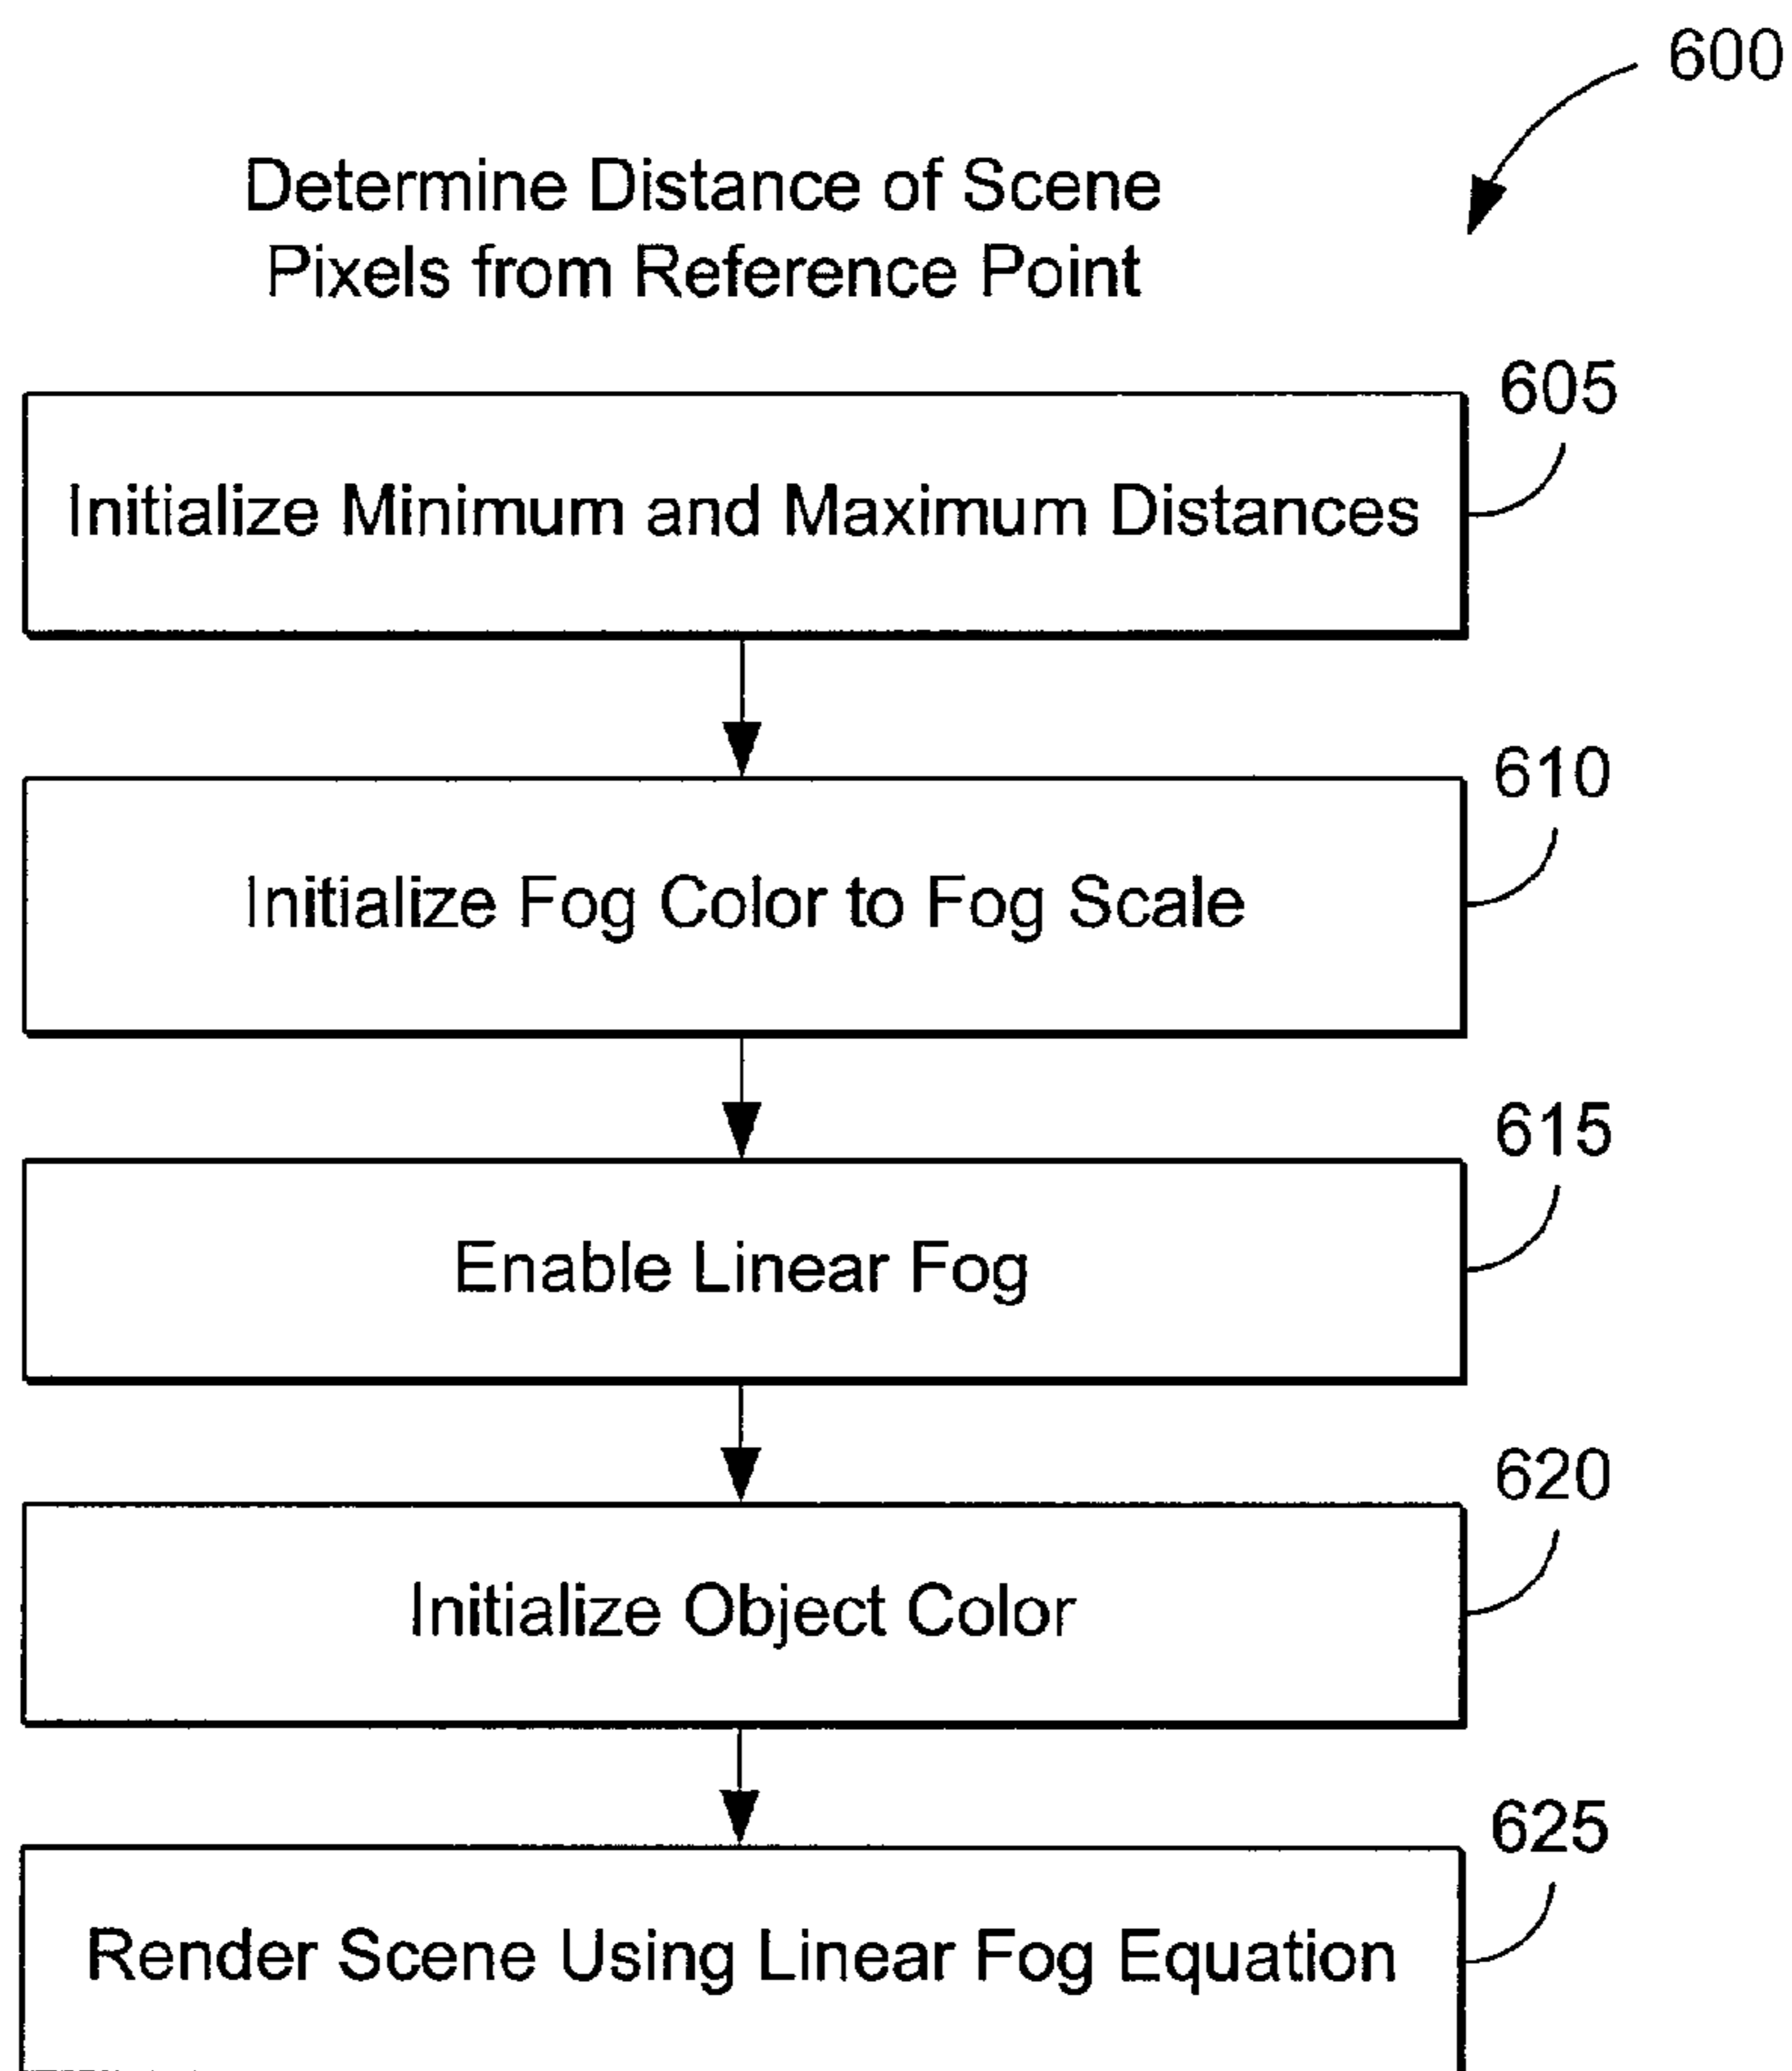 600
Determine Distance of Scene
Pixels from Reference Point
605
Initialize Minimum and Maximum Distances
610
Initialize Fog Color to Fog Scale
615
Enable Linear Fog
620
Initialize Object Color
625
Render Scene Using Linear Fog Equation